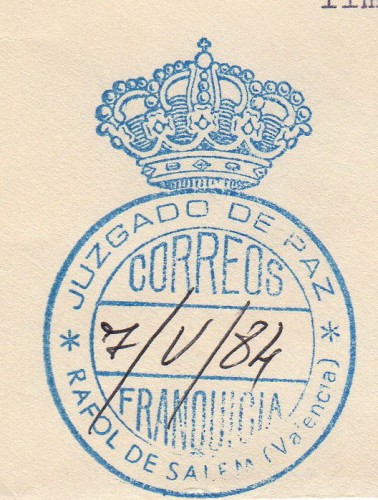 JUZGADO DE PAZ
CORREOS
7/V/84
FRANQUICIA
* RAFOL DE SALEM (Valencia) *